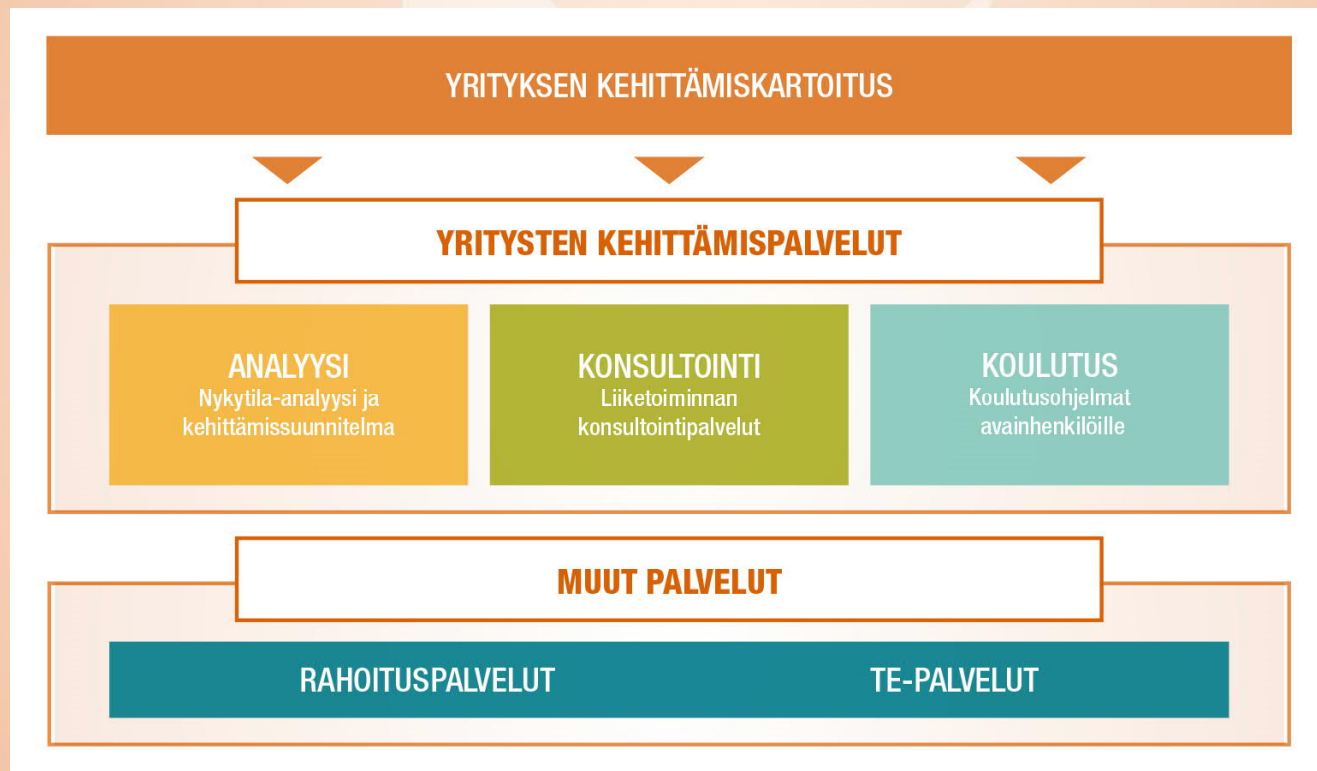 YRITYKSEN KEHITTÄMISKARTOITUS
YRITYSTEN KEHITTÄMISPALVELUT
ANALYYSI
Nykytila-analyysi ja
kehittämissuunnitelma
KONSULTOINTI
Liiketoiminnan
konsultointipalvelut
KOULUTUS
Koulutusohjelmat
avainhenkilöille
MUUT PALVELUT
RAHOITUSPALVELUT
TE-PALVELUT